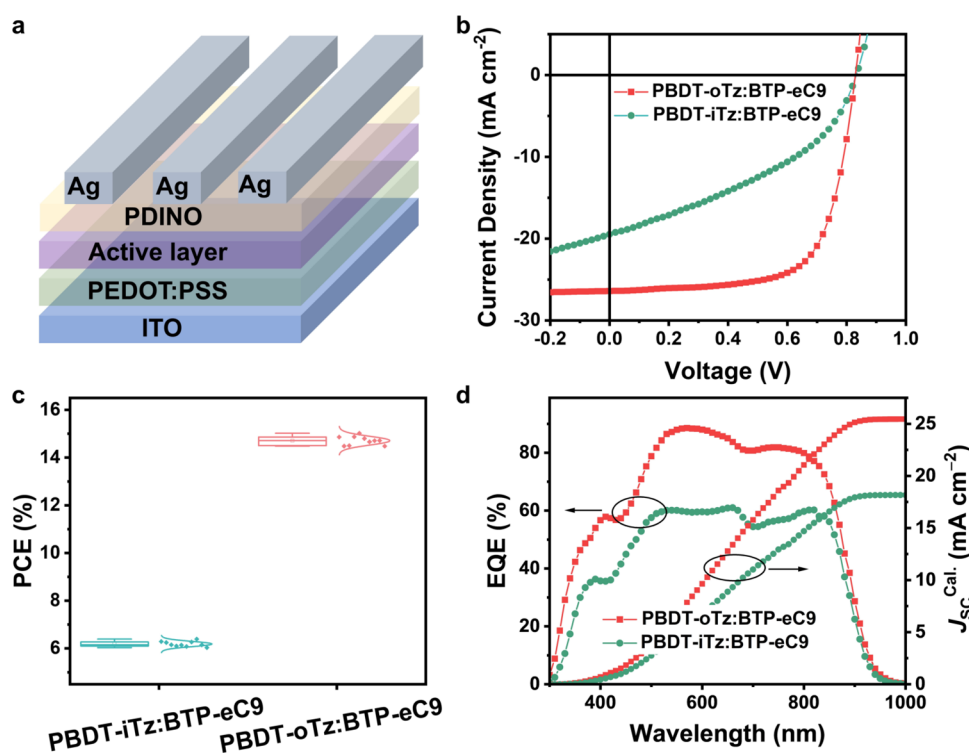 a
Ag Ag Ag
PDINO
Active layer
PEDOT:PSS
ITO
b
Current Density (mA cm⁻²)
0
-10
-20
-30
PBDT-oTz:BTP-eC9
PBDT-iTz:BTP-eC9
-0.2 0.0 0.2 0.4 0.6 0.8 1.0
Voltage (V)
c
PCE (%)
16
14
12
10
8
6
PBDT-iTz:BTP-eC9 PBDT-oTz:BTP-eC9
d
EQE (%)
80
60
40
20
0
PBDT-oTz:BTP-eC9
PBDT-iTz:BTP-eC9
25
20
15
10
5
0
J_SC^Cal. (mA cm⁻²)
400 600 800 1000
Wavelength (nm)